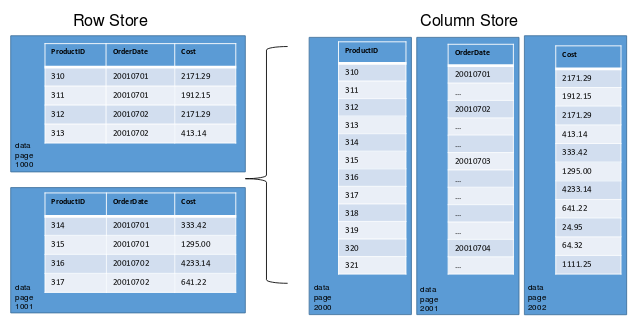 Row Store
ProductID OrderDate Cost
310 20010701 2171.29
311 20010701 1912.15
312 20010702 2171.29
313 20010702 413.14
data
page
1000
ProductID OrderDate Cost
314 20010701 333.42
315 20010701 1295.00
316 20010702 4233.14
317 20010702 641.22
data
page
1001
Column Store
ProductID
310
311
312
313
314
315
316
317
318
319
320
321
data
page
2000
OrderDate
20010701
...
20010702
...
...
20010703
...
...
...
...
20010704
...
data
page
2001
Cost
2171.29
1912.15
2171.29
413.14
333.42
1295.00
4233.14
641.22
24.95
64.32
1111.25
data
page
2002